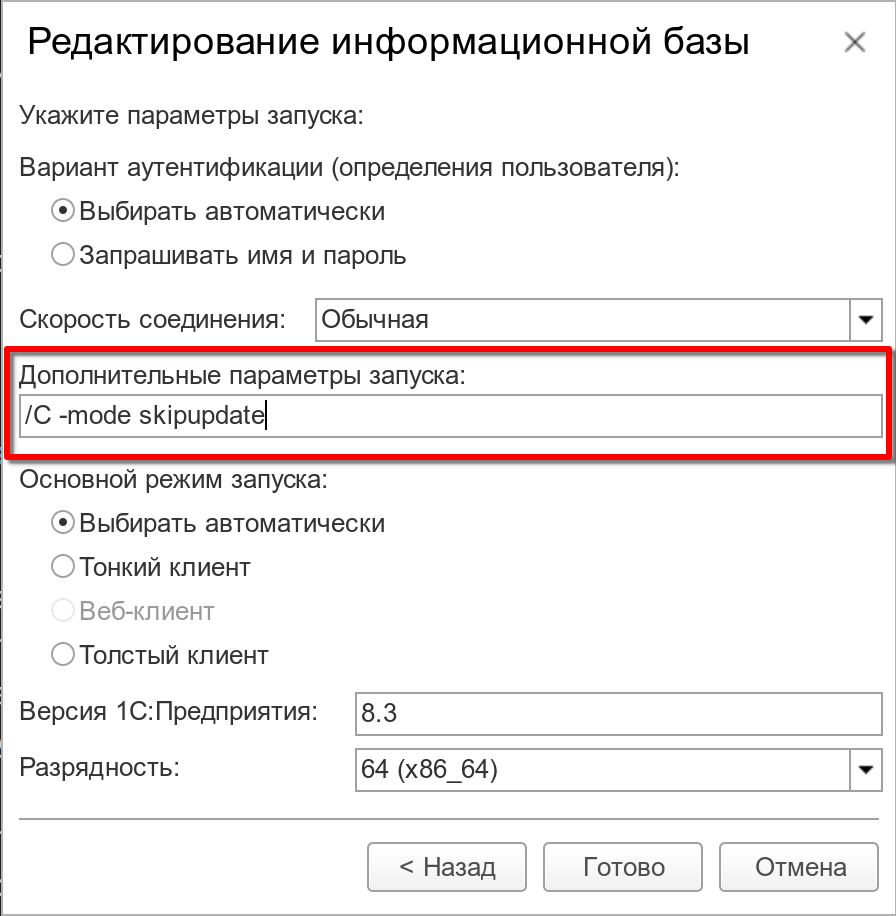 Редактирование информационной базы
Укажите параметры запуска:
Вариант аутентификации (определения пользователя):
Выбирать автоматически
Запрашивать имя и пароль
Скорость соединения: Обычная
Дополнительные параметры запуска:
/C -mode skipupdate
Основной режим запуска:
Выбирать автоматически
Тонкий клиент
Веб-клиент
Толстый клиент
Версия 1С:Предприятия: 8.3
Разрядность: 64 (x86_64)
< Назад Готово Отмена